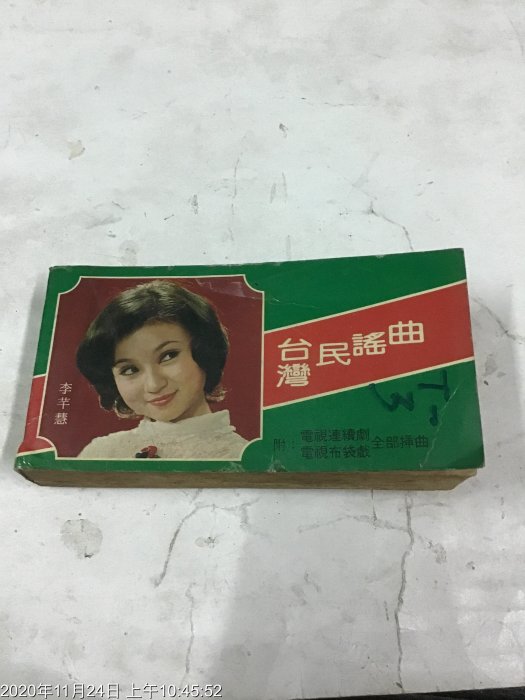 台灣民謠曲
李芊慧
附：電視連續劇
電視布袋戲
全部揷曲
2020年11月24日 上午10:45:52